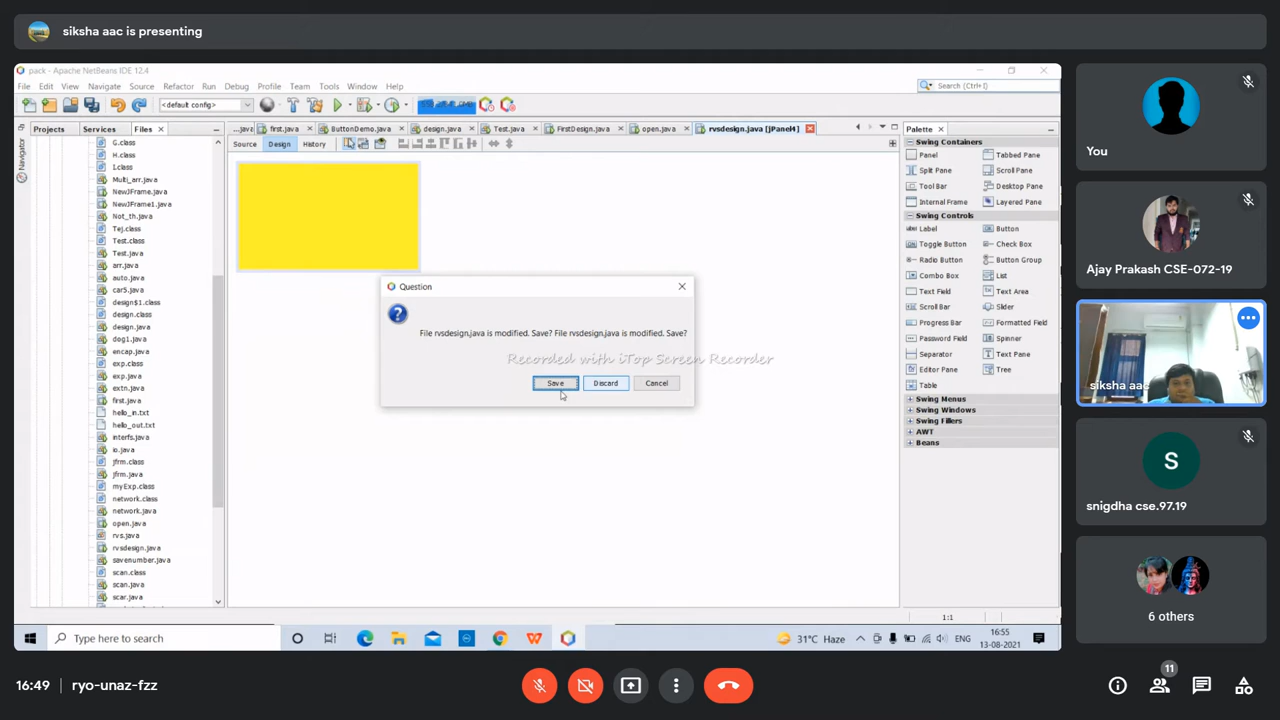 siksha aac is presenting
pack - Apache NetBeans IDE 12.4
File Edit View Navigate Source Refactor Run Debug Profile Team Tools Window Help
Search (Ctrl+I)
<default config>
Projects Services Files
...java first.java ButtonDemo.java design.java Test.java FirstDesign.java open.java rvsdesign.java [JPanel4]
Source Design History
Navigator
G.class
H.class
I.class
Multi_arr.java
NewJFrame.java
NewJFrame1.java
Not_th.java
Tej.class
Test.class
Test.java
arr.java
auto.java
carS.java
design$1.class
design.class
design.java
dog1.java
encap.java
exp.class
exp.java
extn.java
first.java
hello_in.txt
hello_out.txt
interfs.java
io.java
jfrm.class
jfrm.java
myExp.class
network.class
network.java
open.java
rvs.java
rvsdesign.java
savenumber.java
scan.class
scan.java
scar.java
Question
File rvsdesign.java is modified. Save? File rvsdesign.java is modified. Save?
Recorded with iTop Screen Recorder
Save Discard Cancel
Palette
Swing Containers
Panel Tabbed Pane
Split Pane Scroll Pane
Tool Bar Desktop Pane
Internal Frame Layered Pane
Swing Controls
Label Button
Toggle Button Check Box
Radio Button Button Group
Combo Box List
Text Field Text Area
Scroll Bar Slider
Progress Bar Formatted Field
Password Field Spinner
Separator Text Pane
Editor Pane Tree
Table
Swing Menus
Swing Windows
Swing Fillers
AWT
Beans
1:1
Type here to search
31°C Haze
ENG
16:55
13-08-2021
You
Ajay Prakash CSE-072-19
siksha aac
S
snigdha cse.97.19
6 others
16:49 ryo-unaz-fzz
11